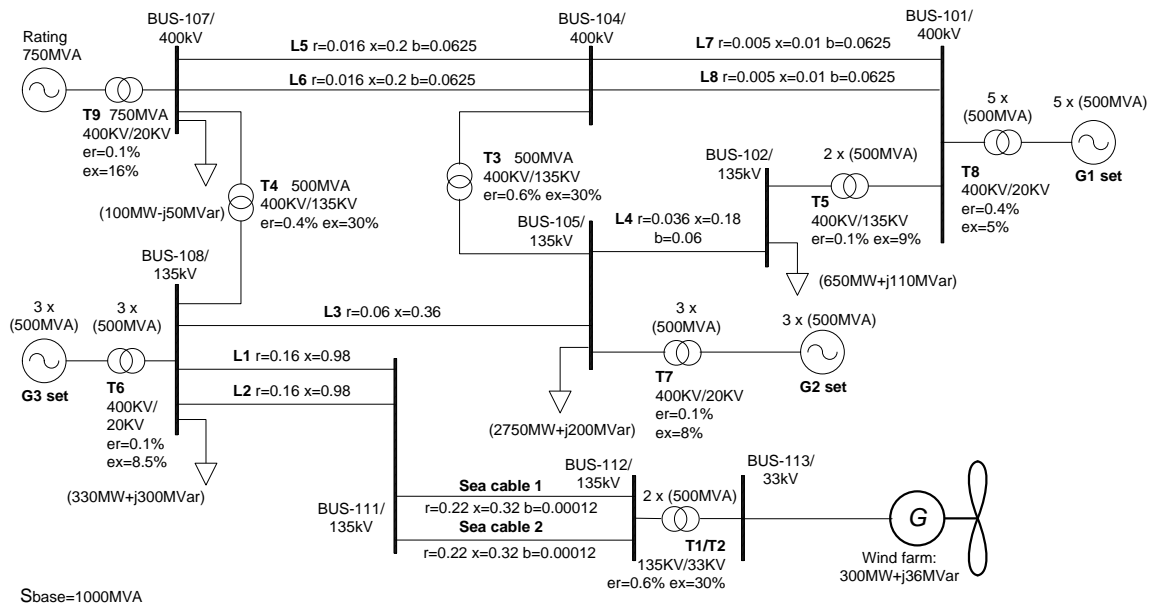 BUS-107/
400kV
BUS-104/
400kV
BUS-101/
400kV
Rating
750MVA
L5 r=0.016 x=0.2 b=0.0625
L7 r=0.005 x=0.01 b=0.0625
L6 r=0.016 x=0.2 b=0.0625
L8 r=0.005 x=0.01 b=0.0625
T9 750MVA
400KV/20KV
er=0.1%
ex=16%
T4 500MVA
400KV/135KV
er=0.4% ex=30%
(100MW-j50MVar)
T3 500MVA
400KV/135KV
er=0.6% ex=30%
BUS-102/
135kV
2 x (500MVA)
T5
400KV/135KV
er=0.1% ex=9%
5 x
(500MVA)
5 x (500MVA)
T8
400KV/20KV
er=0.4%
ex=5%
G1 set
BUS-105/
135kV
L4 r=0.036 x=0.18
b=0.06
(650MW+j110MVar)
BUS-108/
135kV
3 x
(500MVA)
3 x
(500MVA)
G3 set
T6
400KV/
20KV
er=0.1%
ex=8.5%
(330MW+j300MVar)
L3 r=0.06 x=0.36
L1 r=0.16 x=0.98
L2 r=0.16 x=0.98
3 x
(500MVA)
3 x (500MVA)
T7
400KV/20KV
er=0.1%
ex=8%
G2 set
(2750MW+j200MVar)
BUS-111/
135kV
Sea cable 1
r=0.22 x=0.32 b=0.00012
Sea cable 2
r=0.22 x=0.32 b=0.00012
BUS-112/
135kV
BUS-113/
33kV
2 x (500MVA)
T1/T2
135KV/33KV
er=0.6% ex=30%
G
Wind farm:
300MW+j36MVar
Sbase=1000MVA